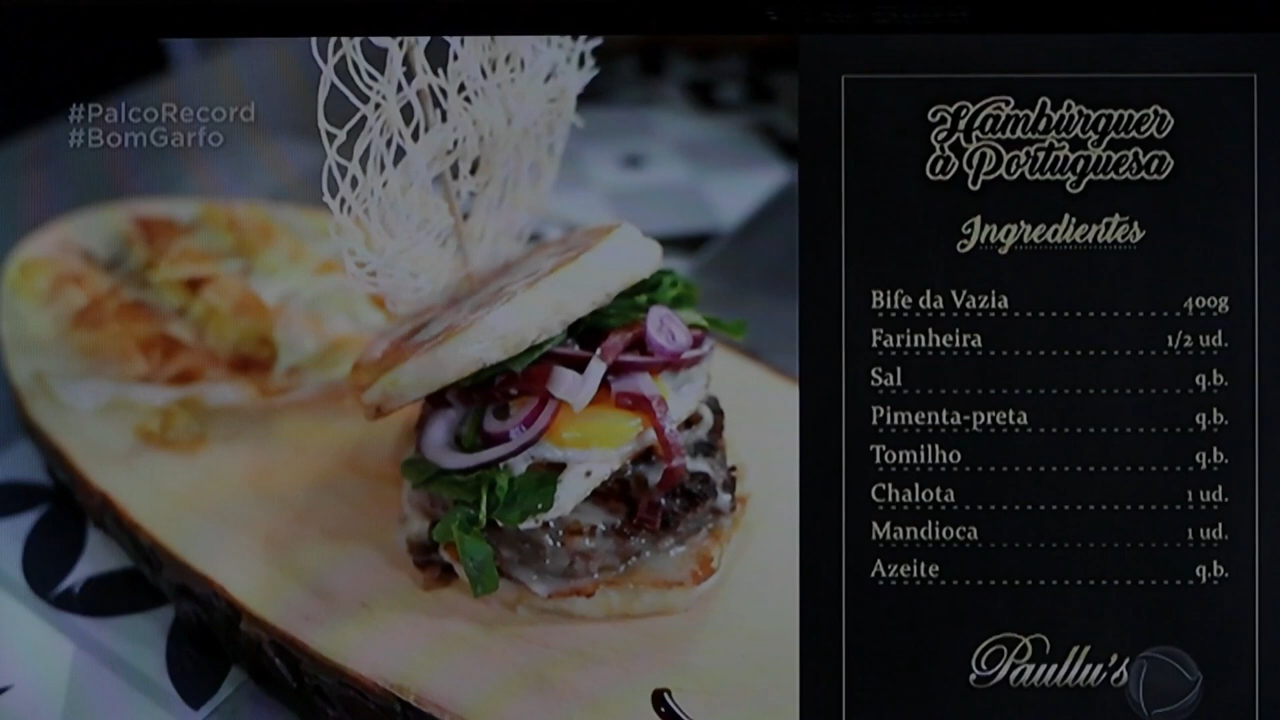 #PalcoRecord
#BomGarfo
Hambúrguer
à Portuguesa
Ingredientes
Bife da Vazia 400g
Farinheira 1/2 ud.
Sal q.b.
Pimenta-preta q.b.
Tomilho q.b.
Chalota 1 ud.
Mandioca 1 ud.
Azeite q.b.
Paullu's